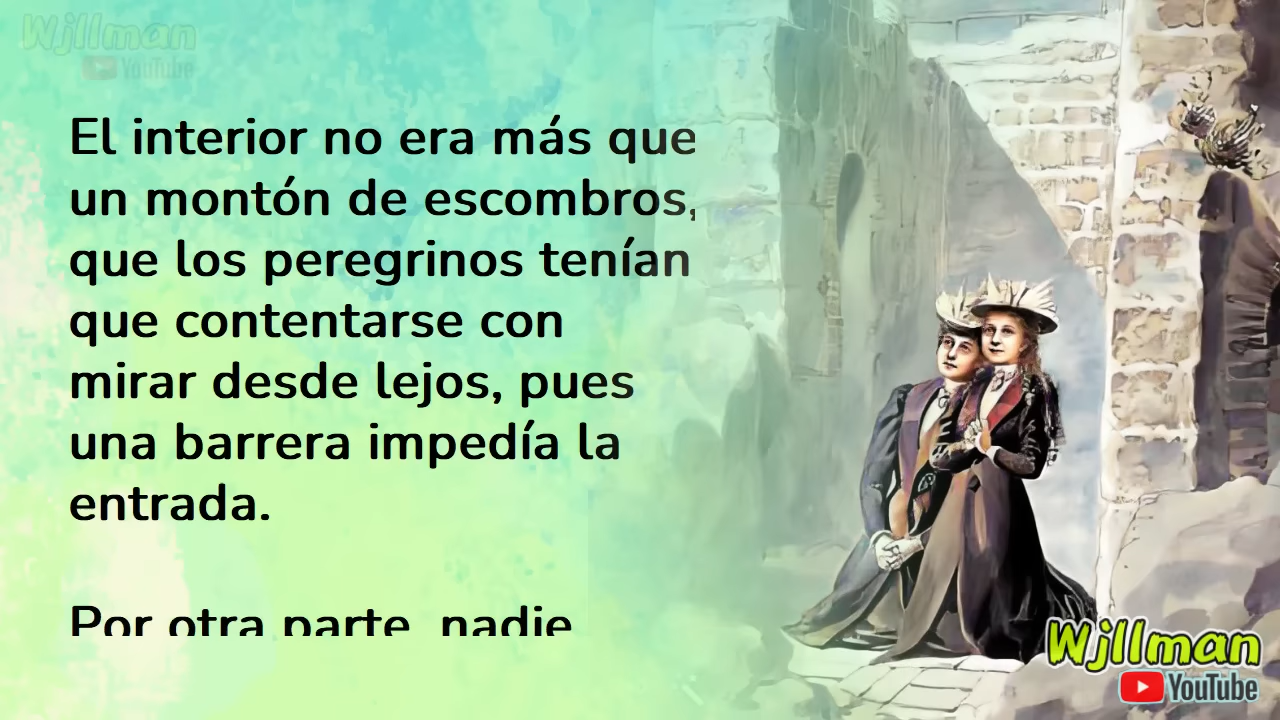 Wjllman
YouTube
El interior no era más que
un montón de escombros,
que los peregrinos tenían
que contentarse con
mirar desde lejos, pues
una barrera impedía la
entrada.
Por otra parte, nadie
Wjllman
YouTube